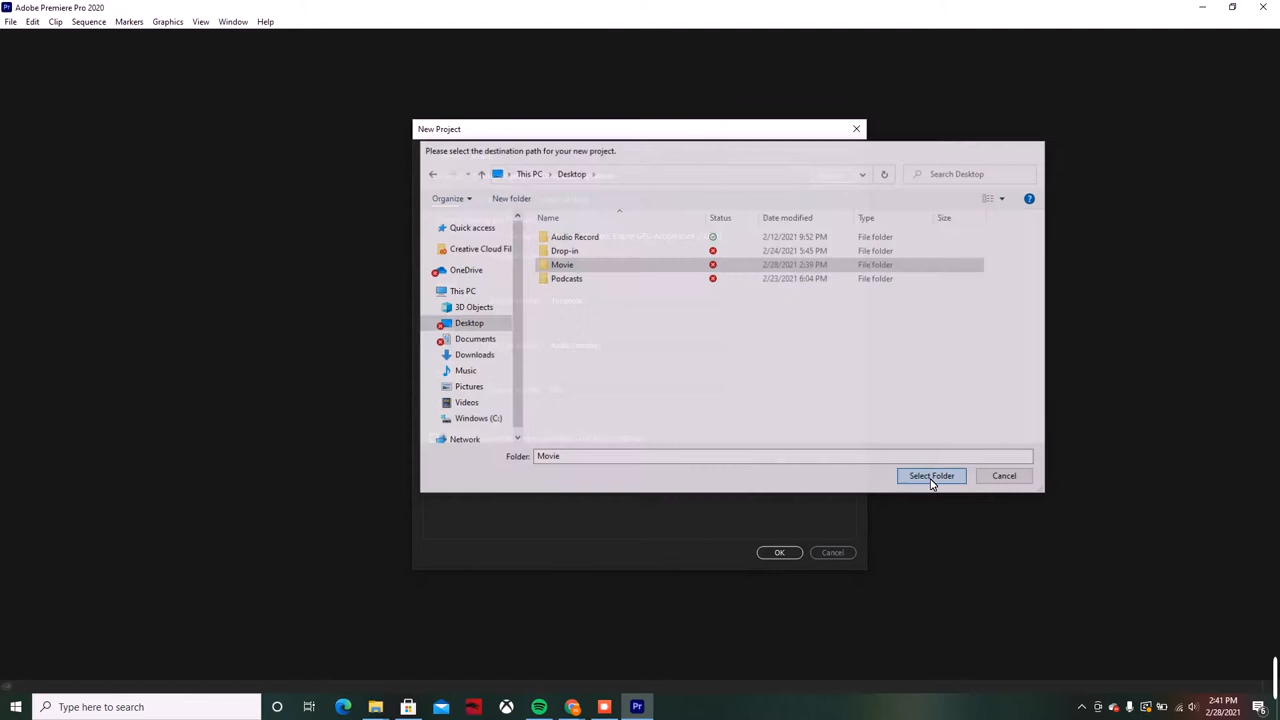 Adobe Premiere Pro 2020
File Edit Clip Sequence Markers Graphics View Window Help
New Project
Please select the destination path for your new project.
This PC > Desktop >
Search Desktop
Organize New folder
Name Status Date modified Type Size
Quick access
Creative Cloud Fil
OneDrive
This PC
3D Objects
Desktop
Documents
Downloads
Music
Pictures
Videos
Windows (C:)
Network
Audio Record 2/12/2021 9:52 PM File folder
Drop-in 2/24/2021 5:45 PM File folder
Movie 2/28/2021 2:39 PM File folder
Podcasts 2/23/2021 6:04 PM File folder
Folder: Movie
Select Folder Cancel
OK Cancel
Type here to search
2:41 PM
2/28/2021